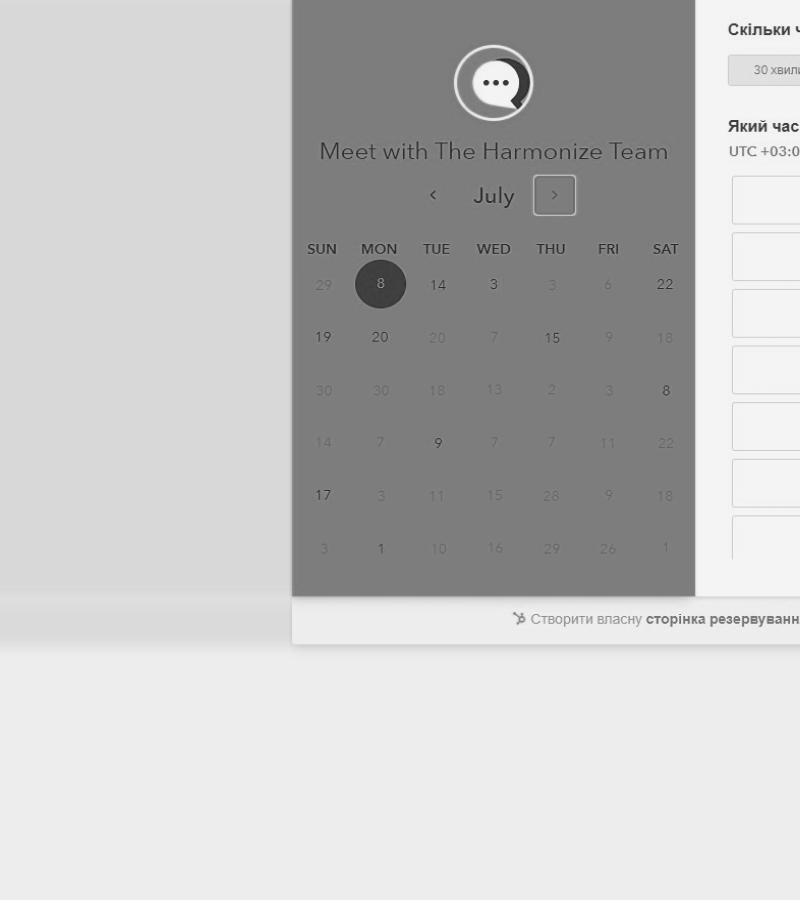 Скільки ч
30 хвили
Meet with The Harmonize Team
Який час
UTC +03:0
July
SUN MON TUE WED THU FRI SAT
29 8 14 3 3 6 22
19 20 20 7 15 9 18
30 30 18 13 2 3 8
14 7 9 7 7 11 22
17 3 11 15 28 9 18
3 1 10 16 29 26 1
Створити власну сторінка резервуванн